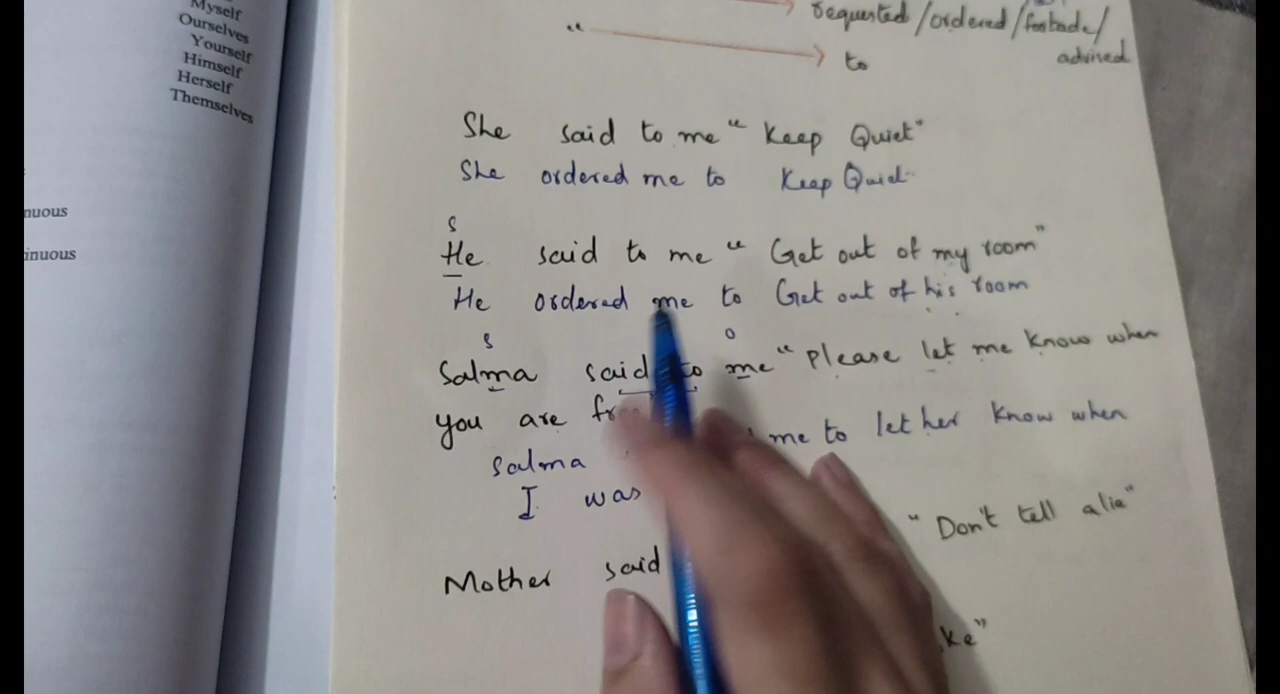 Myself
Ourselves
Yourself
Himself
Herself
Themselves
nuous
inuous
requested/ordered/forbade/
advised
“ to
She said to me “ Keep Quiet”
She ordered me to Keep Quiet.
S
He said to me “ Get out of my room”
He ordered me to Get out of his room
S O
Salma said to me “ Please let me know when
you are
me to let her know when
Salma
I was
“ Don't tell a lie”
Mother said
ke”